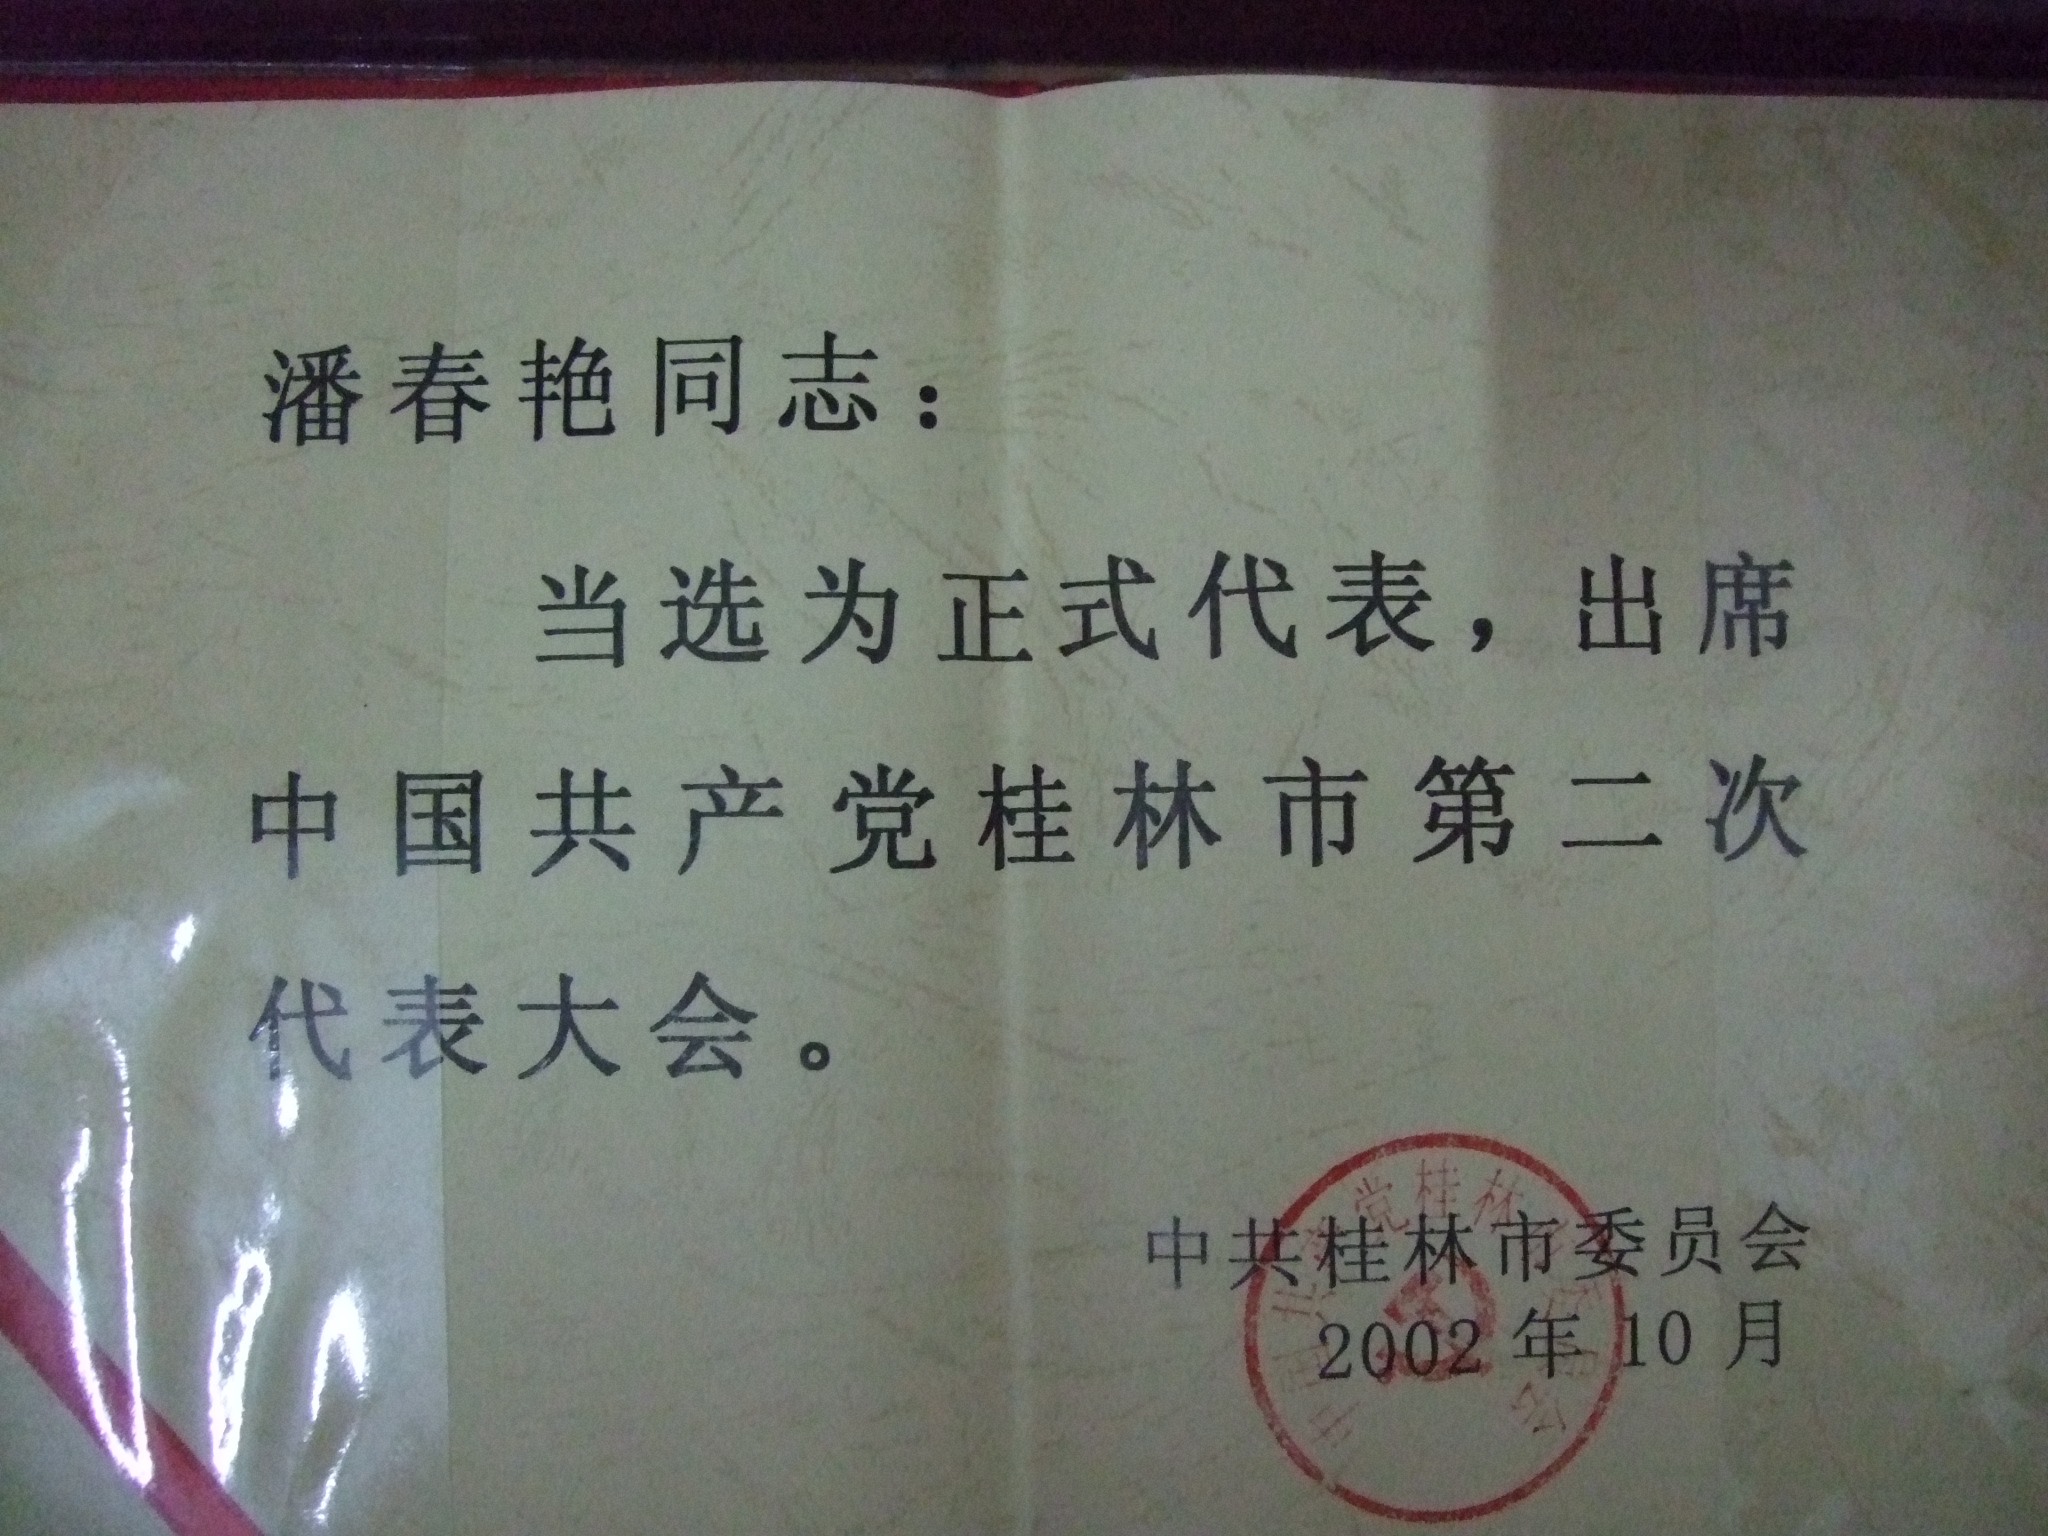 潘春艳同志：
当选为正式代表，出席
中国共产党桂林市第二次
代表大会。
中共桂林市委员会
2002年10月